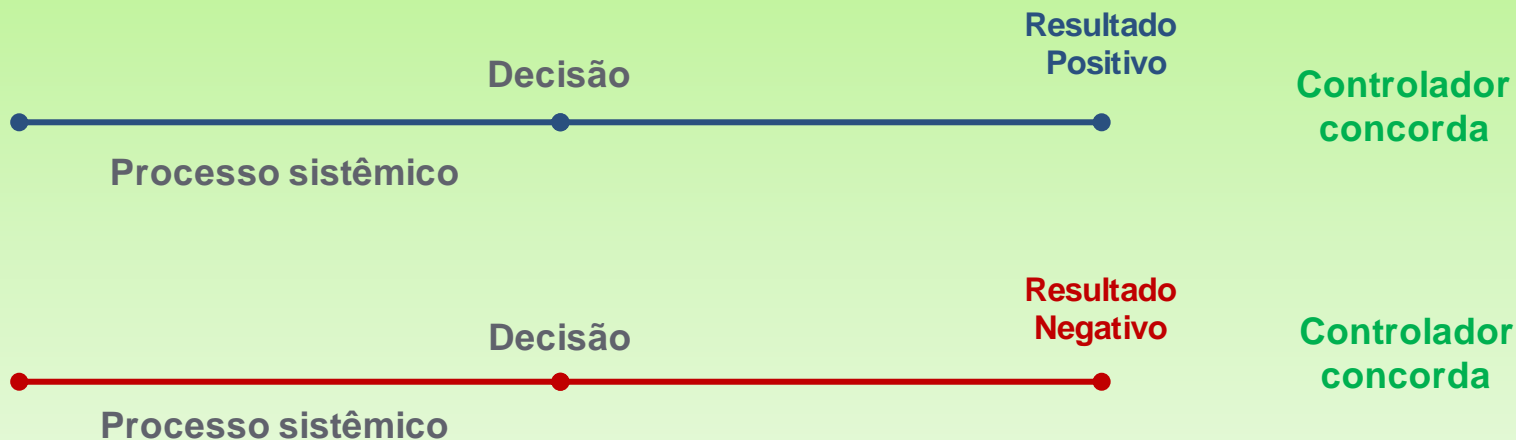 Resultado
Positivo
Decisão
Controlador
concorda
Processo sistêmico
Resultado
Negativo
Decisão
Controlador
concorda
Processo sistêmico